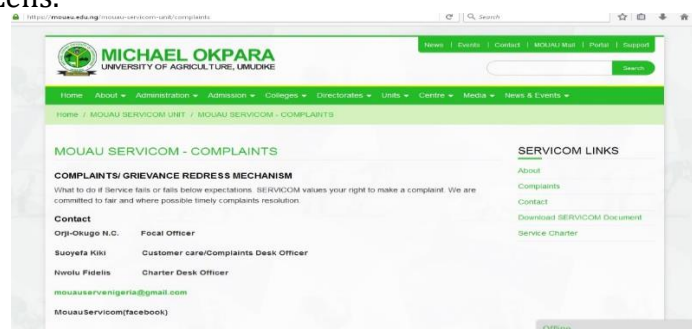 zens.
https://mouau.edu.ng/mouau-servicom-unit/complaints
Search
News | Events | Contact | MOUAU Mail | Portal | Support
MICHAEL OKPARA
UNIVERSITY OF AGRICULTURE, UMUDIKE
Search
Home About Administration Admission Colleges Directorates Units Centre Media News & Events
Home / MOUAU SERVICOM UNIT / MOUAU SERVICOM - COMPLAINTS
MOUAU SERVICOM - COMPLAINTS
COMPLAINTS/ GRIEVANCE REDRESS MECHANISM
What to do if Service fails or falls below expectations. SERVICOM values your right to make a complaint. We are
committed to fair and where possible timely complaints resolution.
Contact
Orji-Okugo N.C. Focal Officer
Suoyefa Kiki Customer care/Complaints Desk Officer
Nwolu Fidelis Charter Desk Officer
mouauservenigeria@gmail.com
MouauServicom(facebook)
SERVICOM LINKS
About
Complaints
Contact
Download SERVICOM Document
Service Charter
Offline